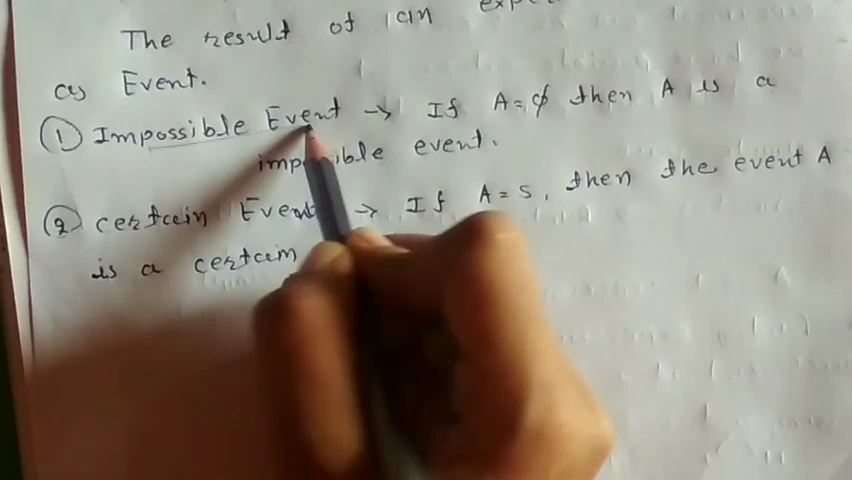 The result of an
as Event.
① Impossible Event → If A=ϕ then A is a
impossible event.
② certain Event → If A=S, then the event A
is a certain